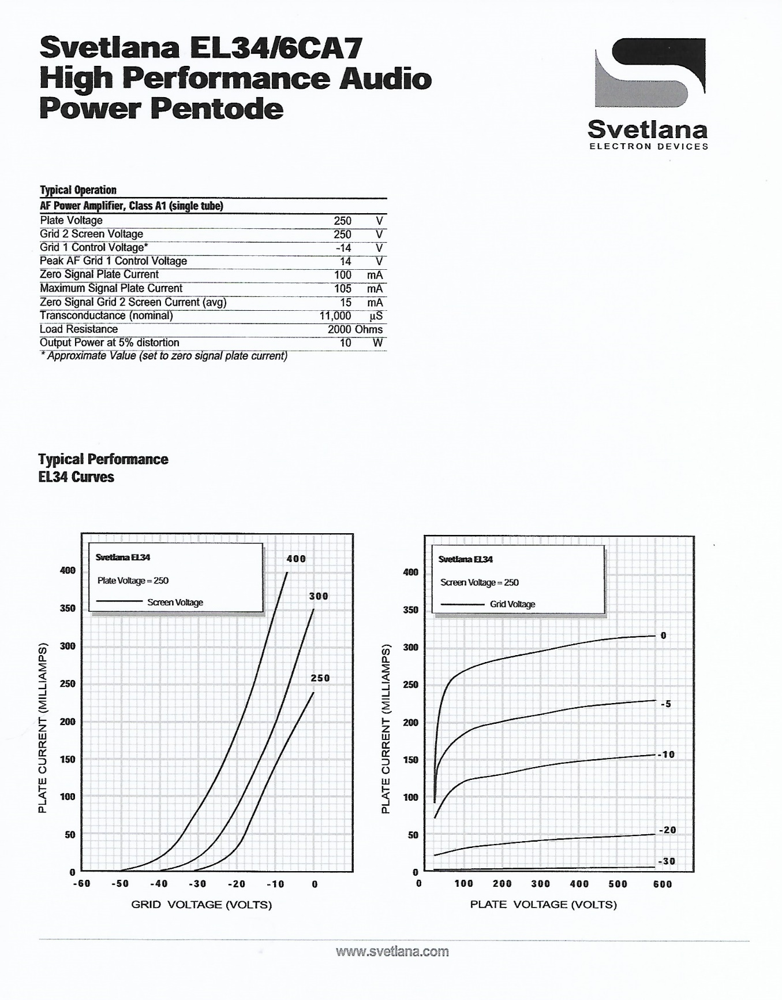 Svetlana EL34/6CA7
High Performance Audio
Power Pentode
Svetlana
ELECTRON DEVICES
Typical Operation
AF Power Amplifier, Class A1 (single tube)
Plate Voltage 250 V
Grid 2 Screen Voltage 250 V
Grid 1 Control Voltage* -14 V
Peak AF Grid 1 Control Voltage 14 V
Zero Signal Plate Current 100 mA
Maximum Signal Plate Current 105 mA
Zero Signal Grid 2 Screen Current (avg) 15 mA
Transconductance (nominal) 11,000 µS
Load Resistance 2000 Ohms
Output Power at 5% distortion 10 W
* Approximate Value (set to zero signal plate current)
Typical Performance
EL34 Curves
Svetlana EL34
Plate Voltage = 250
Screen Voltage
400
300
250
PLATE CURRENT (MILLIAMPS)
400
350
300
250
200
150
100
50
0
-60 -50 -40 -30 -20 -10 0
GRID VOLTAGE (VOLTS)
Svetlana EL34
Screen Voltage = 250
Grid Voltage
0
-5
-10
-20
-30
PLATE CURRENT (MILLIAMPS)
400
350
300
250
200
150
100
50
0
0 100 200 300 400 500 600
PLATE VOLTAGE (VOLTS)
www.svetlana.com